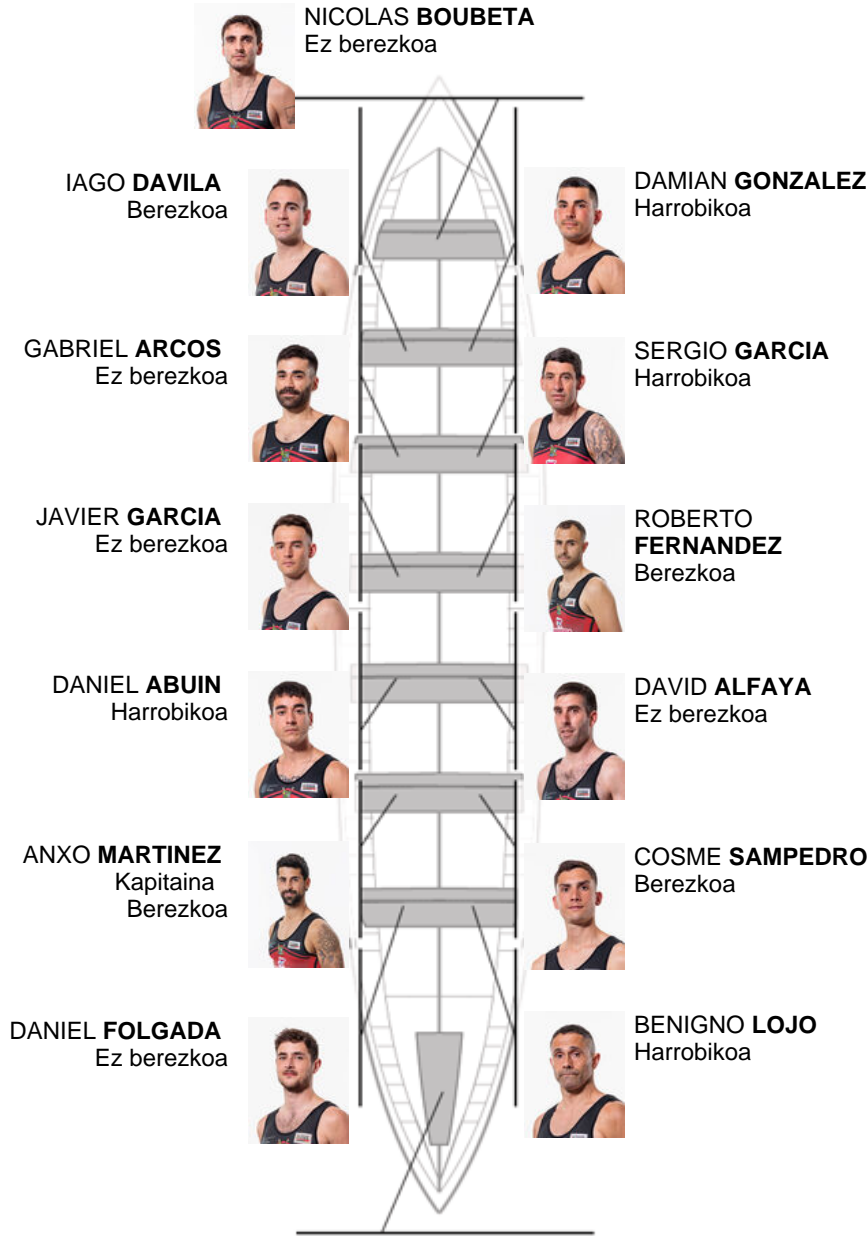 NICOLAS BOUBETA
Ez berezkoa
IAGO DAVILA
Berezkoa
DAMIAN GONZALEZ
Harrobikoa
GABRIEL ARCOS
Ez berezkoa
SERGIO GARCIA
Harrobikoa
JAVIER GARCIA
Ez berezkoa
ROBERTO
FERNANDEZ
Berezkoa
DANIEL ABUIN
Harrobikoa
DAVID ALFAYA
Ez berezkoa
ANXO MARTINEZ
Kapitaina
Berezkoa
COSME SAMPEDRO
Berezkoa
DANIEL FOLGADA
Ez berezkoa
BENIGNO LOJO
Harrobikoa